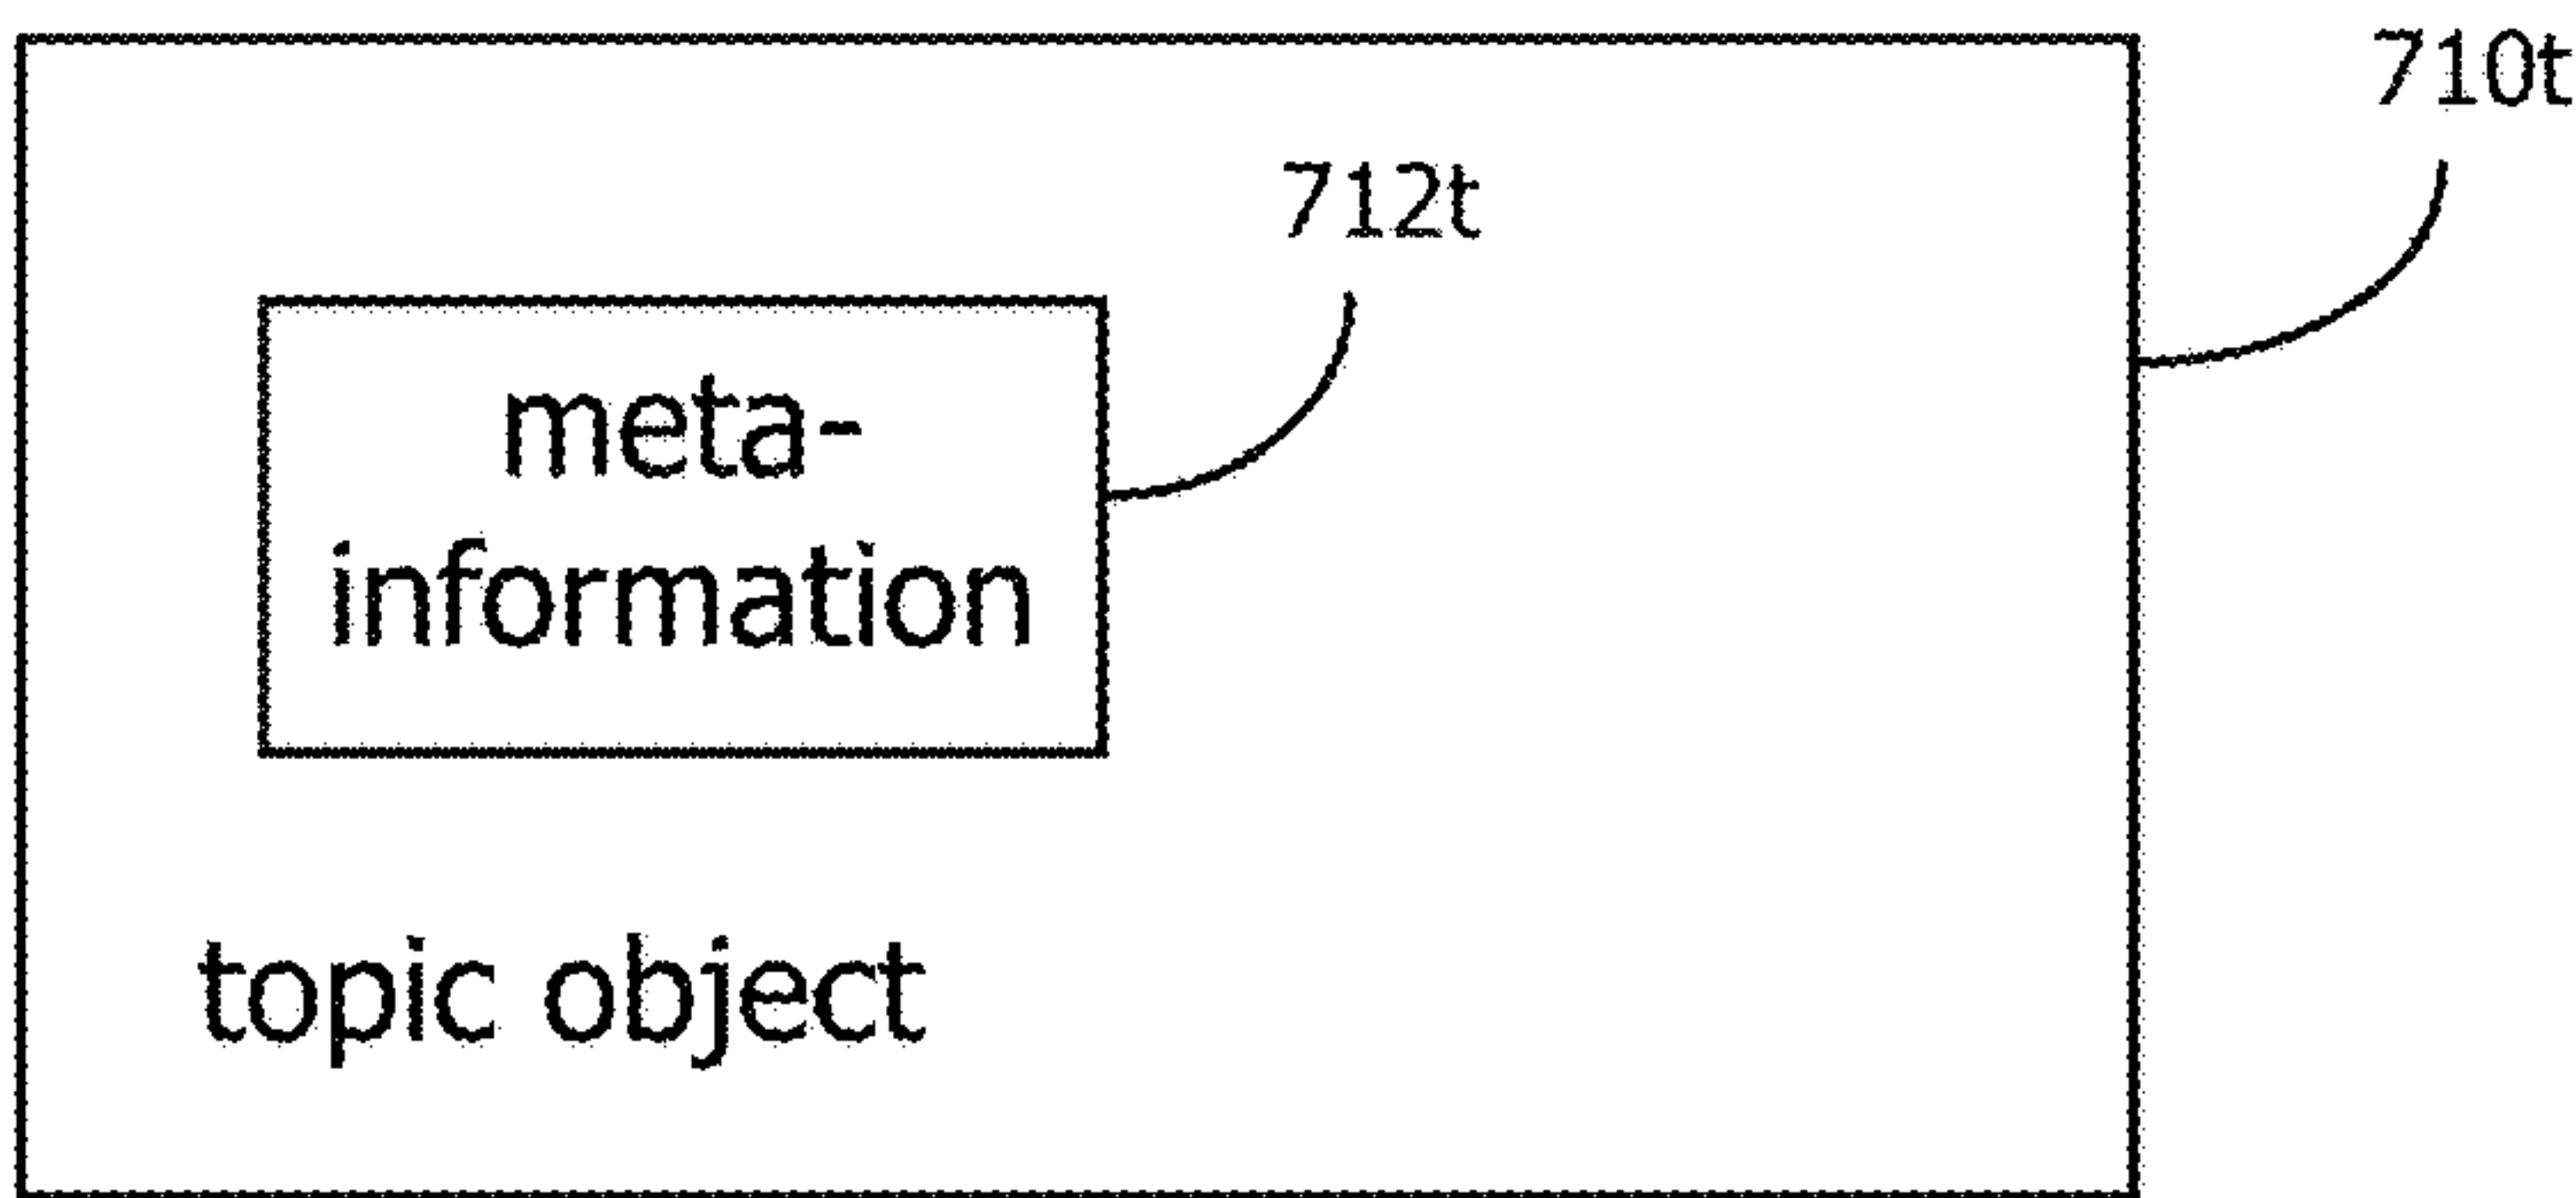 710t
712t
meta-
information
topic object